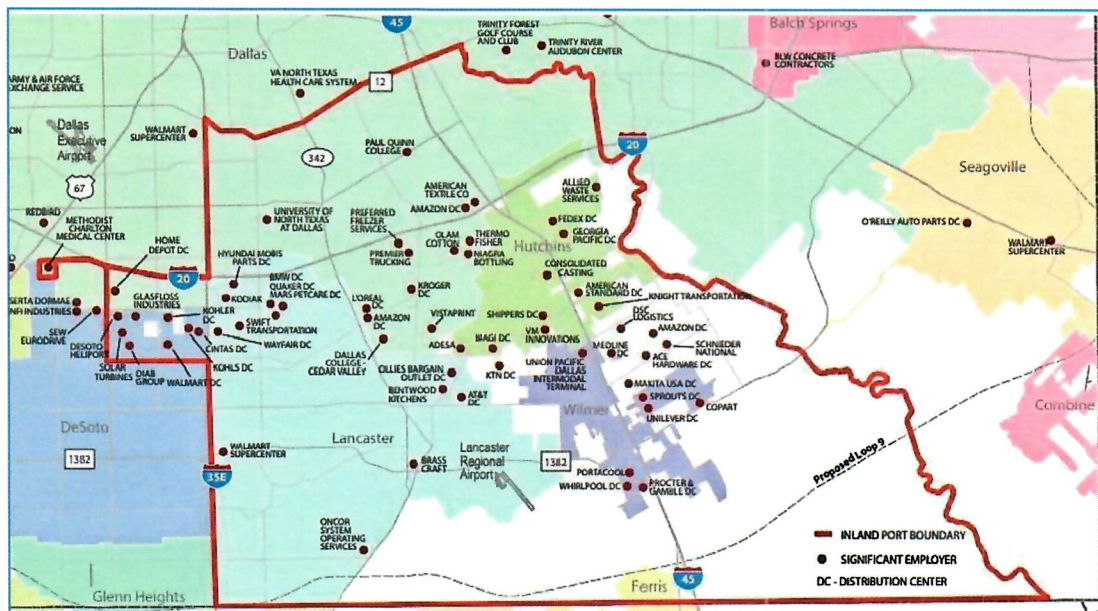 45
TRINITY FOREST
GOLF COURSE
AND CLUB
TRINITY RIVER
AUDUBON CENTER
Balch Springs
BLW CONCRETE
CONTRACTORS
Dallas
VA NORTH TEXAS
HEALTH CARE SYSTEM
12
ARMY & AIR FORCE
EXCHANGE SERVICE
Dallas
Executive
Airport
WALMART
SUPERCENTER
342
PAUL QUINN
COLLEGE
20
67
REDBIRD
METHODIST
CHARLTON
MEDICAL CENTER
HOME
DEPOT DC
UNIVERSITY OF
NORTH TEXAS
AT DALLAS
PREFERRED
FREEZER
SERVICES
PREMIER
TRUCKING
AMERICAN
TEXTILE CO
AMAZON DC
OLAM
COTTON
THERMO
FISHER
NIAGRA
BOTTLING
ALLIED
WASTE
SERVICES
FEDEX DC
GEORGIA
PACIFIC DC
Hutchins
CONSOLIDATED
CASTING
Seagoville
O'REILLY AUTO PARTS DC
WALMART
SUPERCENTER
20
HYUNDAI MOBIS
PARTS DC
BMW DC
QUAKER DC
MARS PETCARE DC
KODIAK
GLASFLOSS
INDUSTRIES
KOHLER
DC
SWIFT
TRANSPORTATION
CINTAS DC
WAYFAIR DC
KOHLS DC
WALMART DC
DIAB
GROUP
SOLAR
TURBINES
DESOTO
HELIPORT
SEW
EURODRIVE
SERTA DORMAE
NFI INDUSTRIES
L'OREAL DC
AMAZON
DC
KROGER
DC
VISTAPRINT
DALLAS
COLLEGE -
CEDAR VALLEY
ADESA
BIAGI DC
KTN DC
OLLIES BARGAIN
OUTLET DC
BENTWOOD
KITCHENS
AT&T
DC
AMERICAN
STANDARD DC
KNIGHT TRANSPORTATION
SHIPPERS DC
VM
INNOVATIONS
DSC
LOGISTICS
AMAZON DC
SCHNIEDER
NATIONAL
UNION PACIFIC
DALLAS
INTERMODAL
TERMINAL
MEDLINE
DC
ACE
HARDWARE DC
MAKITA USA DC
SPROUTS DC
UNILEVER DC
COPART
Wilmer
Combine
DeSoto
1382
Lancaster
WALMART
SUPERCENTER
35E
BRASS
CRAFT
Lancaster
Regional
Airport
1382
PORTACOOL
WHIRLPOOL DC
PROCTER &
GAMBLE DC
Proposed Loop 9
ONCOR
SYSTEM
OPERATING
SERVICES
Glenn Heights
Ferris
45
INLAND PORT BOUNDARY
SIGNIFICANT EMPLOYER
DC - DISTRIBUTION CENTER